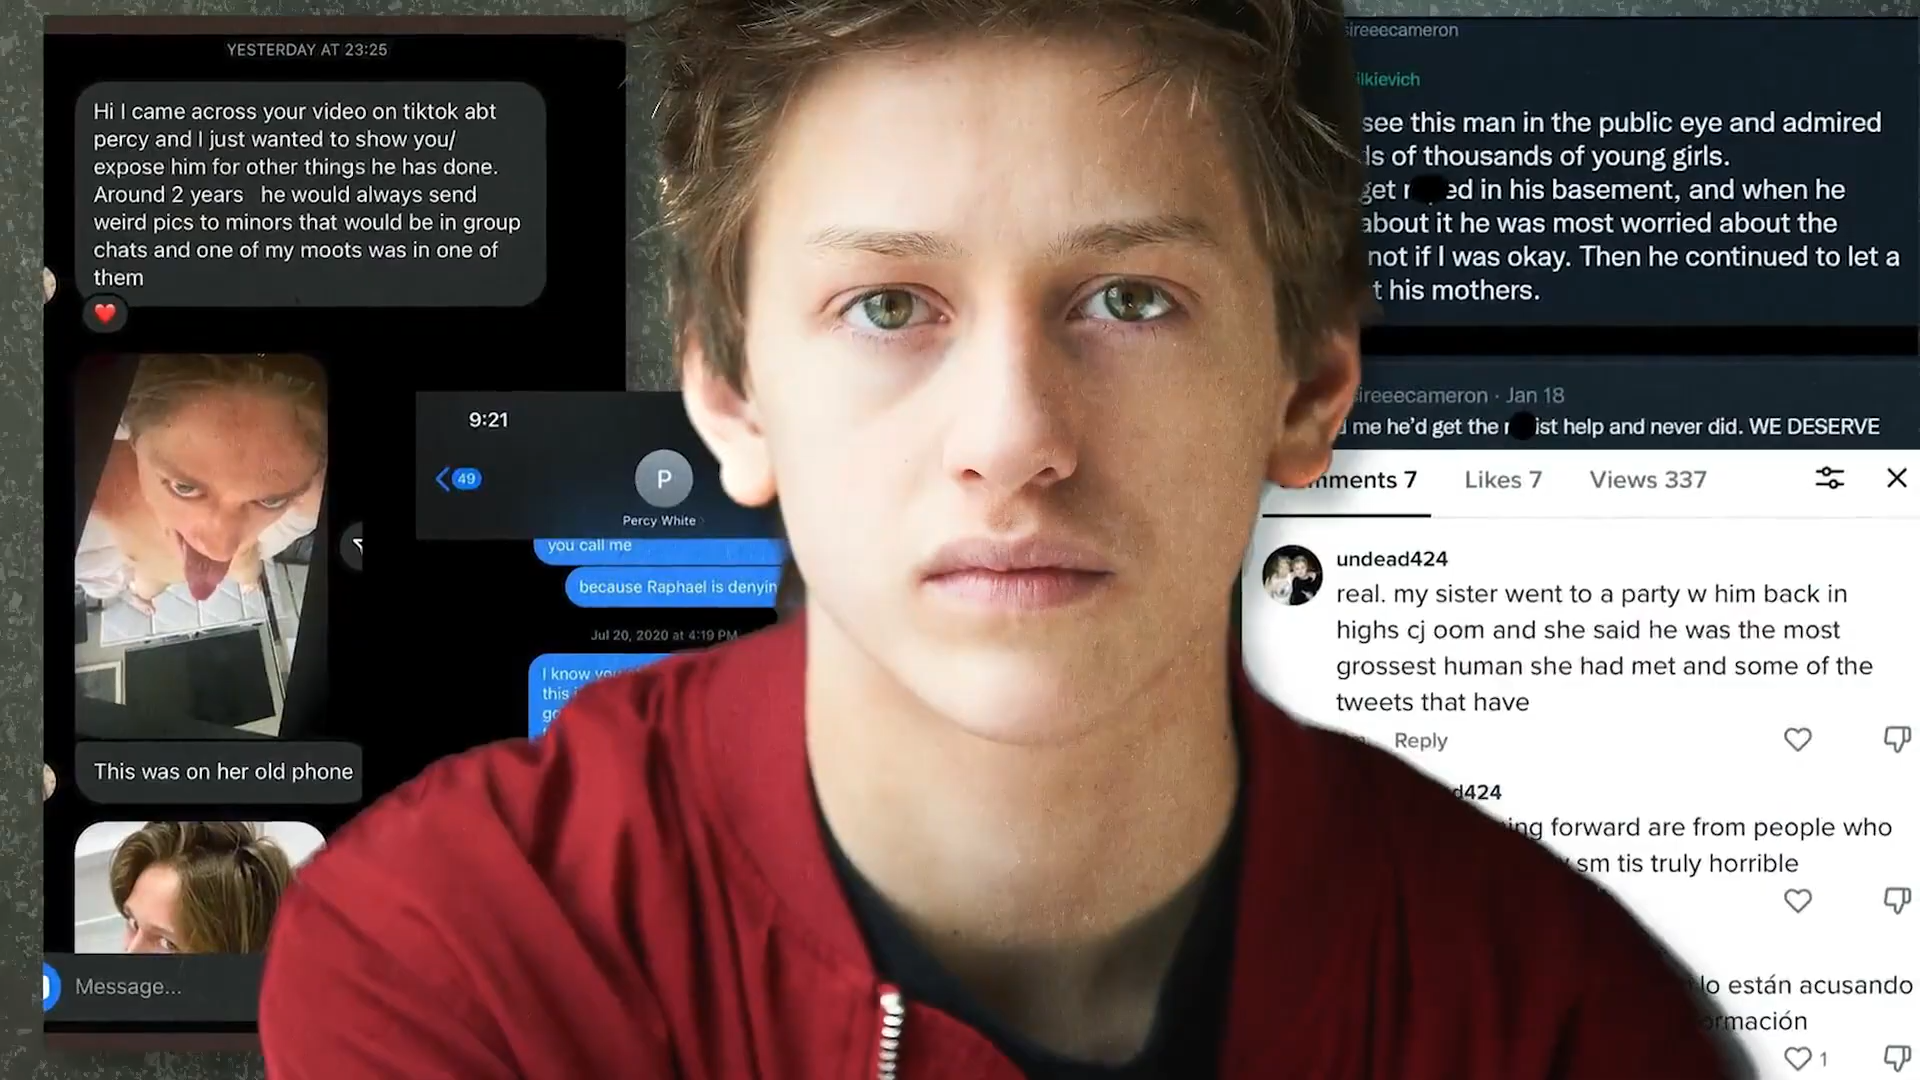 YESTERDAY AT 23:25
Hi I came across your video on tiktok abt
percy and I just wanted to show you/
expose him for other things he has done.
Around 2 years he would always send
weird pics to minors that would be in group
chats and one of my moots was in one of
them
This was on her old phone
Message...
9:21
49
P
Percy White
you call me
because Raphael is denyin
Jul 20, 2020 at 4:19 PM
I know yo
this i
ireeecameron
ilkievich
see this man in the public eye and admired
ls of thousands of young girls.
get r ed in his basement, and when he
about it he was most worried about the
not if I was okay. Then he continued to let a
t his mothers.
ireeecameron · Jan 18
me he'd get the r ist help and never did. WE DESERVE
mments 7 Likes 7 Views 337
undead424
real. my sister went to a party w him back in
highs cj oom and she said he was the most
grossest human she had met and some of the
tweets that have
Reply
d424
ing forward are from people who
sm tis truly horrible
lo están acusando
ormación
1